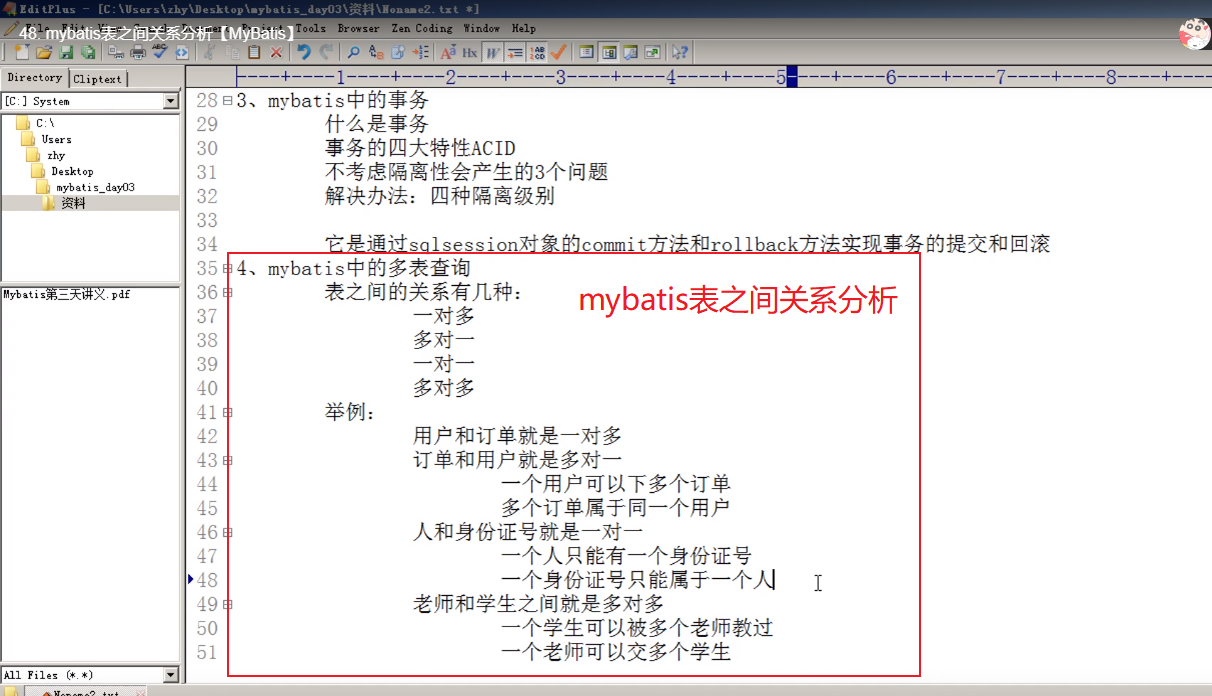 EditPlus - [C:\Users\zhy\Desktop\mybatis_day03\资料\Noname2.txt *]
Tools Browser Zen Coding Window Help
48. mybatis表之间关系分析【MyBatis】
Directory Cliptext
[C:] System
C:\
Users
zhy
Desktop
mybatis_day03
资料
Mybatis第三天讲义.pdf
All Files (*.*)
Noname2.txt
----+----1----+----2----+----3----+----4----+----5----+----6----+----7----+----8----+----
28 3、mybatis中的事务
29 什么是事务
30 事务的四大特性ACID
31 不考虑隔离性会产生的3个问题
32 解决办法：四种隔离级别
33
34 它是通过sqlsession对象的commit方法和rollback方法实现事务的提交和回滚
35 4、mybatis中的多表查询
36 表之间的关系有几种：
mybatis表之间关系分析
37 一对多
38 多对一
39 一对一
40 多对多
41 举例：
42 用户和订单就是一对多
43 订单和用户就是多对一
44 一个用户可以下多个订单
45 多个订单属于同一个用户
46 人和身份证号就是一对一
47 一个人只能有一个身份证号
48 一个身份证号只能属于一个人
49 老师和学生之间就是多对多
50 一个学生可以被多个老师教过
51 一个老师可以交多个学生